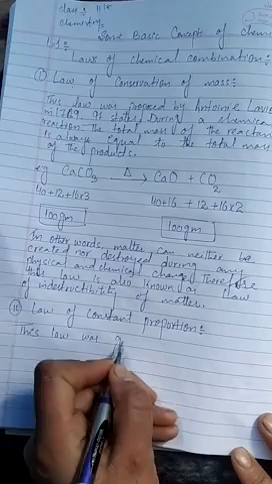 class : 11th
chemistry.
Some Basic Concepts of Chem
L-1:
Laws of chemical combination:
(i) Law of Conservation of mass:
This law was proposed by Antoine Lavoi
in 1789. It states, During a chemical
reaction the total mass of the reactan
is always equal to the total mass
of the products.
eg CaCO3 Δ→ CaO + CO2
40+12+16×3 40+16 + 12+16×2
100gm 100gm
In other words, matter can neither be
created nor destroyed during any
physical and chemical change. Therefore
this law is also known as law
of indestructibility of matter.
(ii) Law of Constant proportion:
This law was